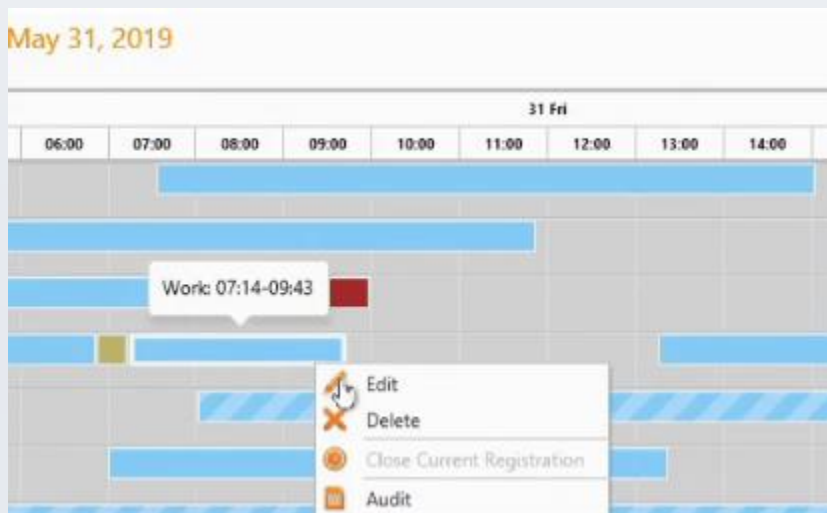 May 31, 2019
31 Fri
06:00 07:00 08:00 09:00 10:00 11:00 12:00 13:00 14:00
Work: 07:14-09:43
Edit
Delete
Close Current Registration
Audit